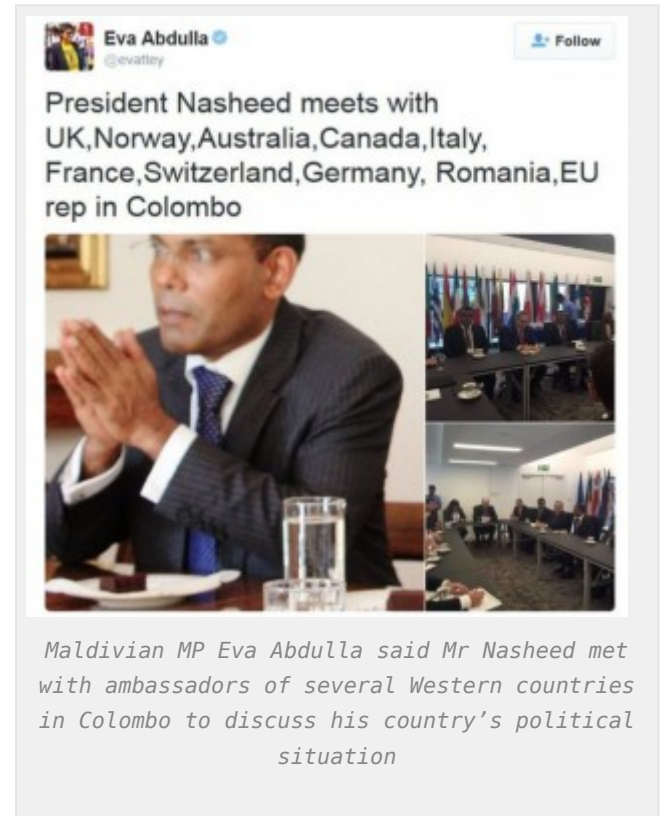 Eva Abdulla
@evattey
Follow
President Nasheed meets with
UK,Norway,Australia,Canada,Italy,
France,Switzerland,Germany, Romania,EU
rep in Colombo
Maldivian MP Eva Abdulla said Mr Nasheed met
with ambassadors of several Western countries
in Colombo to discuss his country’s political
situation